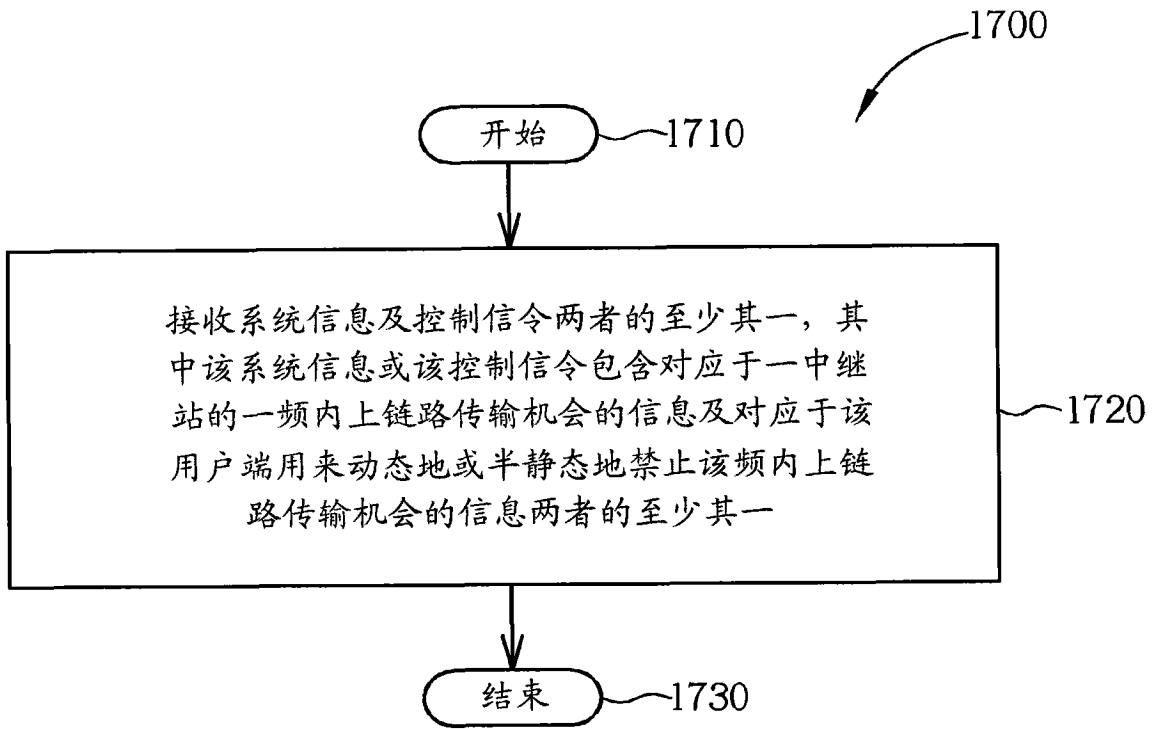 1700
开始
1710
接收系统信息及控制信令两者的至少其一，其
中该系统信息或该控制信令包含对应于一中继
站的一频内上链路传输机会的信息及对应于该
用户端用来动态地或半静态地禁止该频内上链
路传输机会的信息两者的至少其一
1720
结束
1730